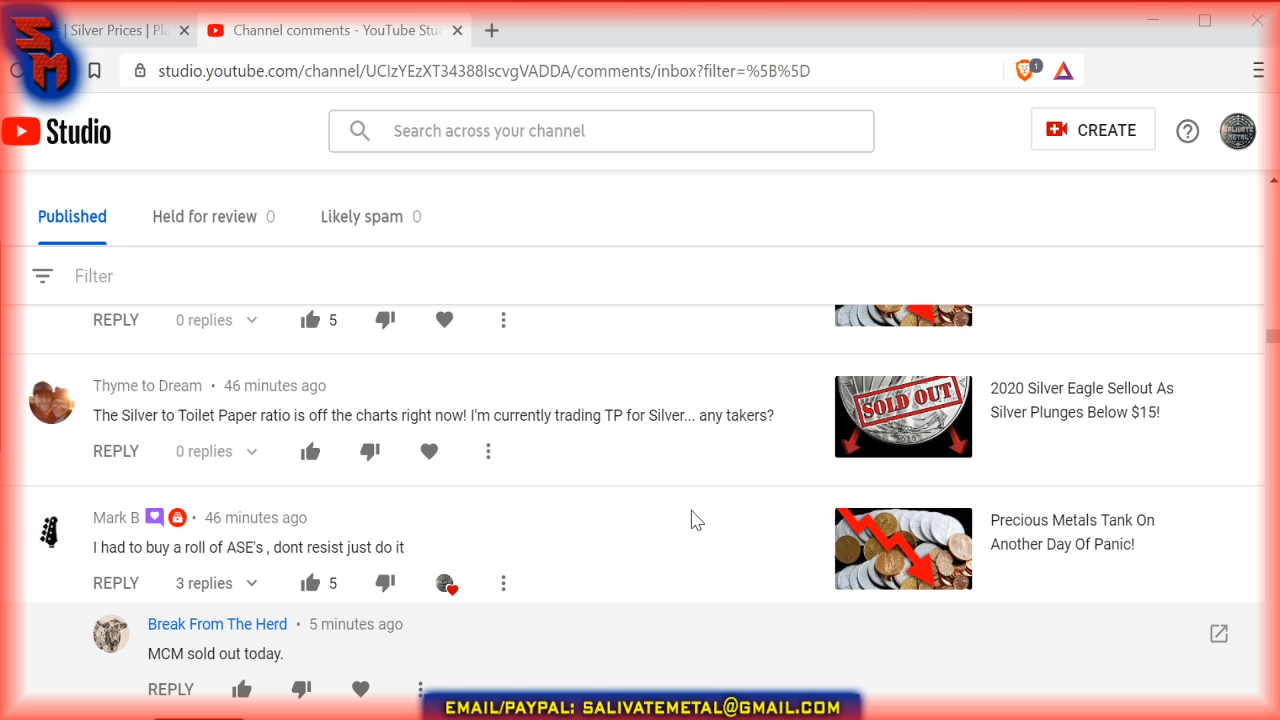 SM
| Silver Prices | Pla
Channel comments - YouTube Stu
studio.youtube.com/channel/UCIzYEzXT34388IscvgVADDA/comments/inbox?filter=%5B%5D
1
Studio
Search across your channel
CREATE
SALIVATE METAL
Published
Held for review 0
Likely spam 0
Filter
REPLY
0 replies
5
Thyme to Dream • 46 minutes ago
The Silver to Toilet Paper ratio is off the charts right now! I'm currently trading TP for Silver... any takers?
REPLY
0 replies
SOLD OUT
2020
2020 Silver Eagle Sellout As
Silver Plunges Below $15!
Mark B • 46 minutes ago
I had to buy a roll of ASE's , dont resist just do it
REPLY
3 replies
5
Precious Metals Tank On
Another Day Of Panic!
Break From The Herd • 5 minutes ago
MCM sold out today.
REPLY
EMAIL/PAYPAL: SALIVATEMETAL@GMAIL.COM